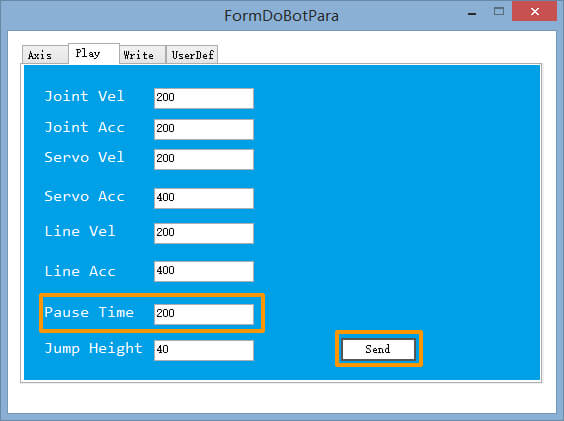 FormDoBotPara
Axis Play Write UserDef
Joint Vel 200
Joint Acc 200
Servo Vel 200
Servo Acc 400
Line Vel 200
Line Acc 400
Pause Time 200
Jump Height 40 Send